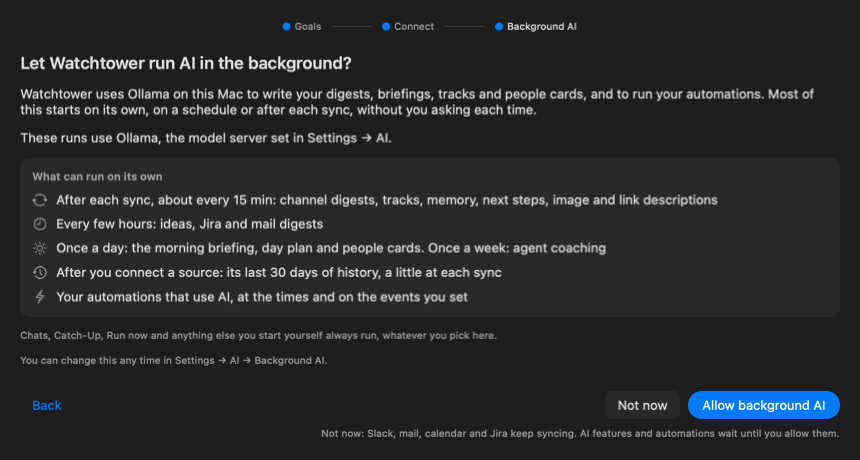 Goals Connect Background AI
Let Watchtower run AI in the background?
Watchtower uses Ollama on this Mac to write your digests, briefings, tracks and people cards, and to run your automations. Most of
this starts on its own, on a schedule or after each sync, without you asking each time.
These runs use Ollama, the model server set in Settings → AI.
What can run on its own
After each sync, about every 15 min: channel digests, tracks, memory, next steps, image and link descriptions
Every few hours: ideas, Jira and mail digests
Once a day: the morning briefing, day plan and people cards. Once a week: agent coaching
After you connect a source: its last 30 days of history, a little at each sync
Your automations that use AI, at the times and on the events you set
Chats, Catch-Up, Run now and anything else you start yourself always run, whatever you pick here.
You can change this any time in Settings → AI → Background AI.
Back Not now Allow background AI
Not now: Slack, mail, calendar and Jira keep syncing. AI features and automations wait until you allow them.